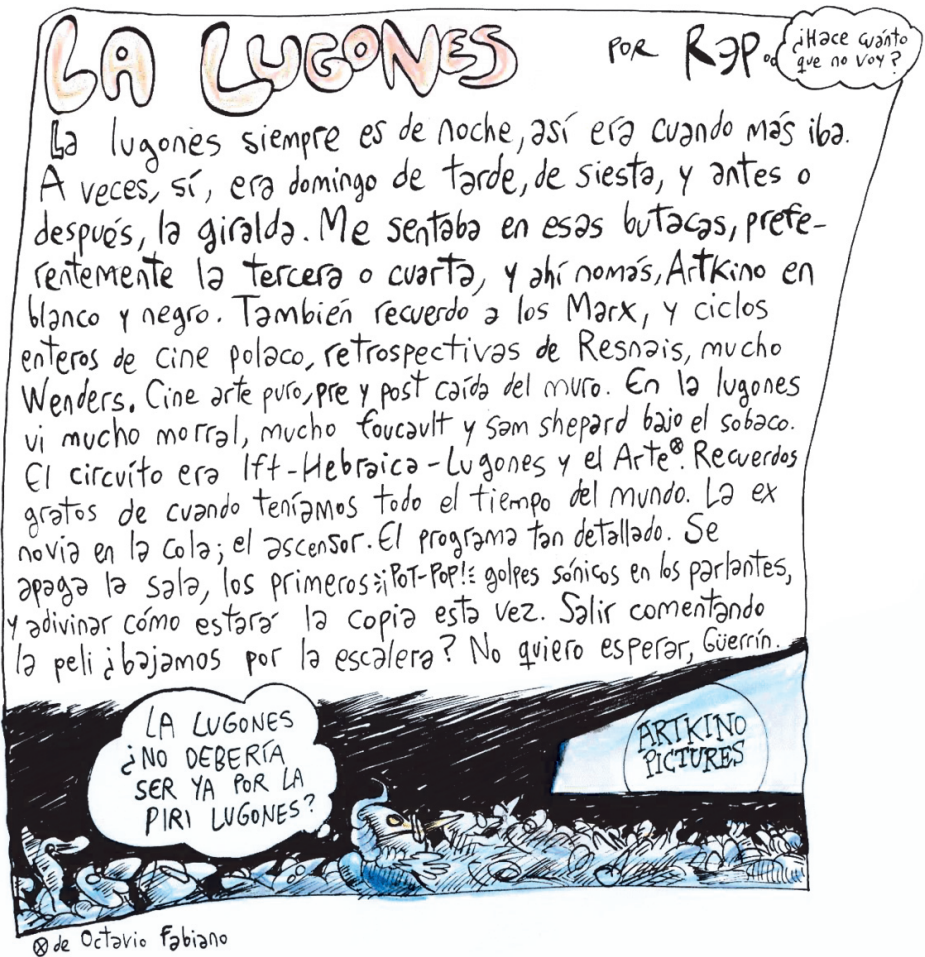 LA LUGONES
POR REP
¿Hace cuánto
que no voy?
La lugones siempre es de noche, así era cuando más iba.
A veces, sí, era domingo de tarde, de siesta, y antes o
después, la giralda. Me sentaba en esas butacas, prefe-
rentemente la tercera o cuarta, y ahí nomás, Artkino en
blanco y negro. También recuerdo a los Marx, y ciclos
enteros de cine polaco, retrospectivas de Resnais, mucho
Wenders. Cine arte puro, pre y post caída del muro. En la lugones
vi mucho morral, mucho foucault y sam shepard bajo el sobaco.
El circuíto era Ift-Hebraica-Lugones y el Arte⊗. Recuerdos
gratos de cuando teníamos todo el tiempo del mundo. La ex
novia en la cola; el ascensor. El programa tan detallado. Se
apaga la sala, los primeros ¡POT-POP! golpes sónicos en los parlantes,
y adivinar cómo estará la copia esta vez. Salir comentando
la peli ¿bajamos por la escalera? No quiero esperar, Güerrín.
LA LUGONES
¿NO DEBERÍA
SER YA POR LA
PIRI LUGONES?
ARTKINO
PICTURES
⊗ de Octavio Fabiano